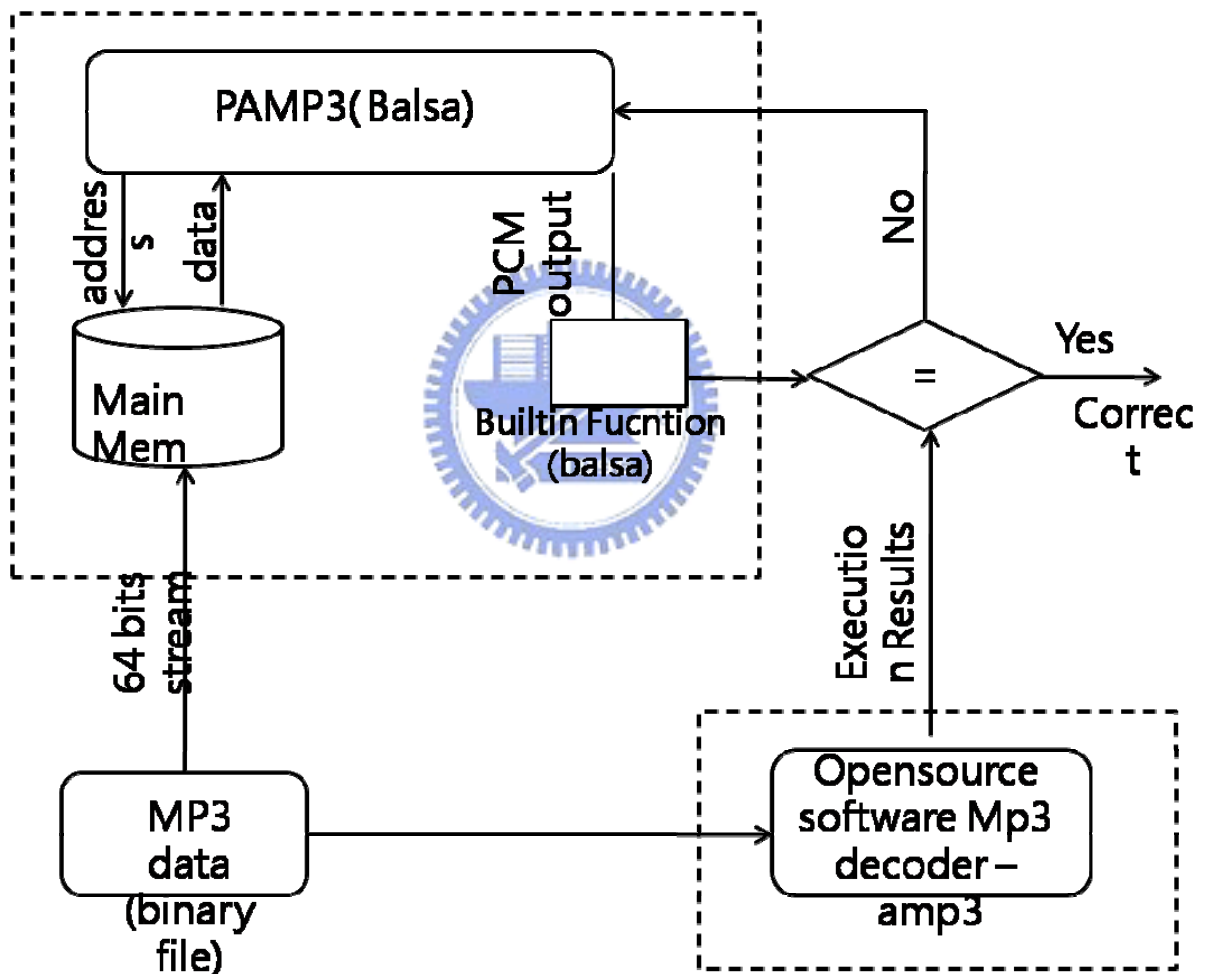 PAMP3(Balsa)
addres
s
data
PCM
output
No
Main
Mem
Builtin Fucntion
(balsa)
=
Yes
Correc
t
64 bits
stream
Executio
n Results
MP3
data
(binary
file)
Opensource
software Mp3
decoder –
amp3